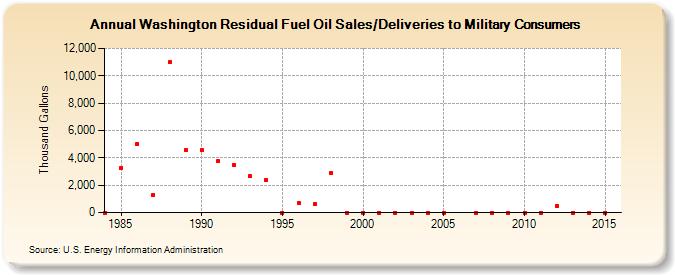 Annual Washington Residual Fuel Oil Sales/Deliveries to Military Consumers
Thousand Gallons
12,000
10,000
8,000
6,000
4,000
2,000
0
1985 1990 1995 2000 2005 2010 2015
Source: U.S. Energy Information Administration